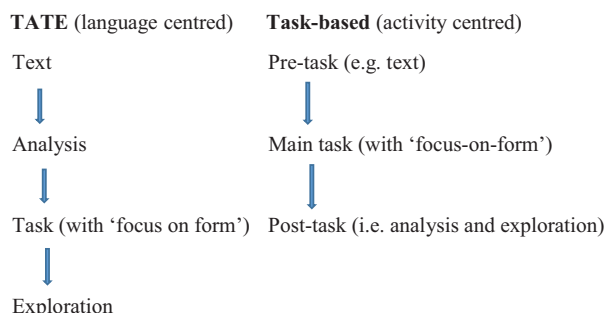 TATE (language centred) Task-based (activity centred)
Text Pre-task (e.g. text)
Analysis Main task (with ‘focus-on-form’)
Task (with ‘focus on form’) Post-task (i.e. analysis and exploration)
Exploration